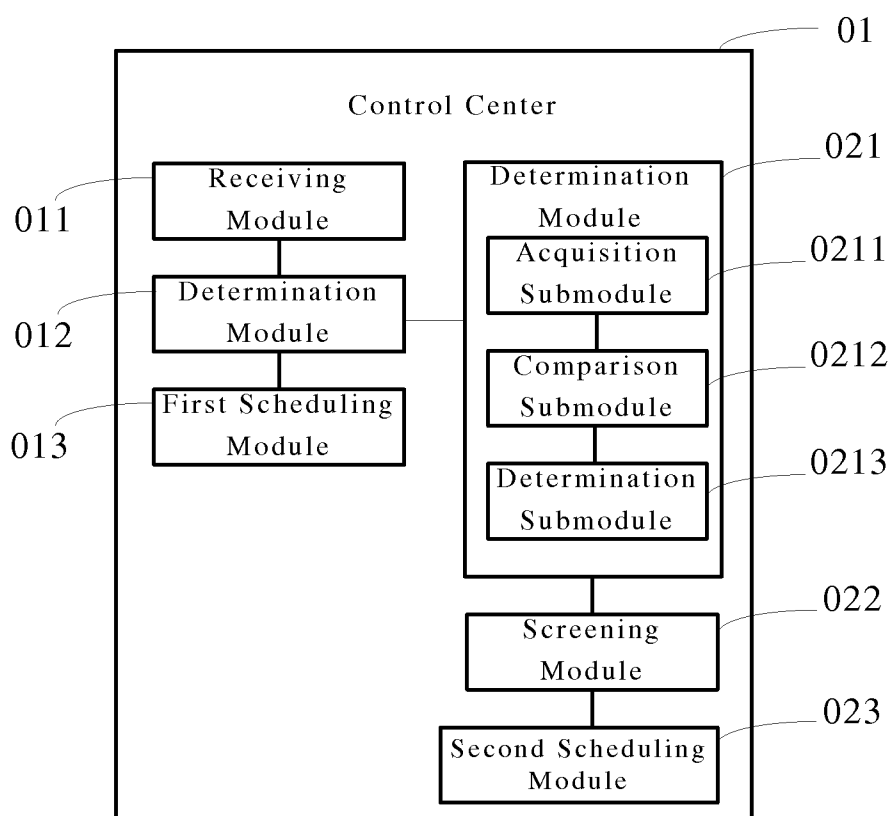 01
Control Center
011
Receiving
Module
012
Determination
Module
013
First Scheduling
Module
021
Determination
Module
0211
Acquisition
Submodule
0212
Comparison
Submodule
0213
Determination
Submodule
022
Screening
Module
023
Second Scheduling
Module